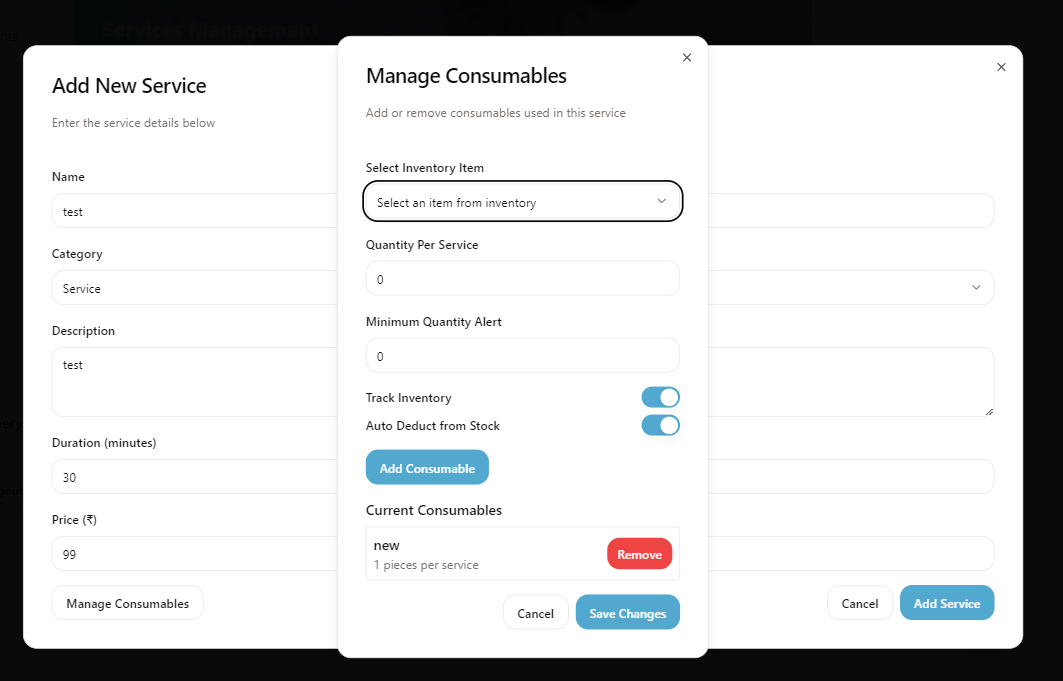 Services Management
Add New Service
Enter the service details below
Name
test
Category
Service
Description
test
Duration (minutes)
30
Price (₹)
99
Manage Consumables
Cancel
Add Service
Manage Consumables
Add or remove consumables used in this service
Select Inventory Item
Select an item from inventory
Quantity Per Service
0
Minimum Quantity Alert
0
Track Inventory
Auto Deduct from Stock
Add Consumable
Current Consumables
new
1 pieces per service
Remove
Cancel
Save Changes